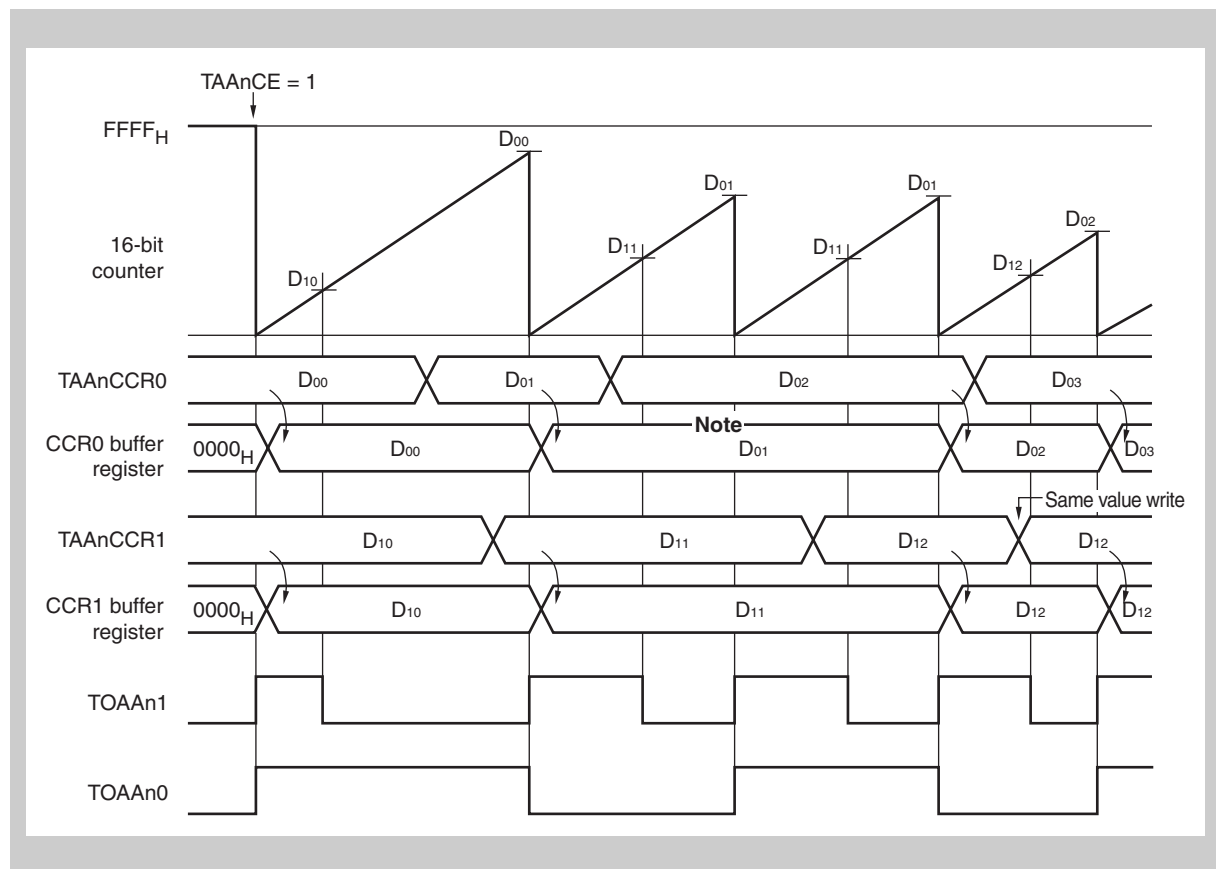 TAAnCE = 1
FFFFH
D00
D01
D01
D02
16-bit
counter
D10
D11
D11
D12
TAAnCCR0
D00
D01
D02
D03
Note
CCR0 buffer
register
0000H
D00
D01
D02
D03
Same value write
TAAnCCR1
D10
D11
D12
D12
CCR1 buffer
register
0000H
D10
D11
D12
D12
TOAAn1
TOAAn0